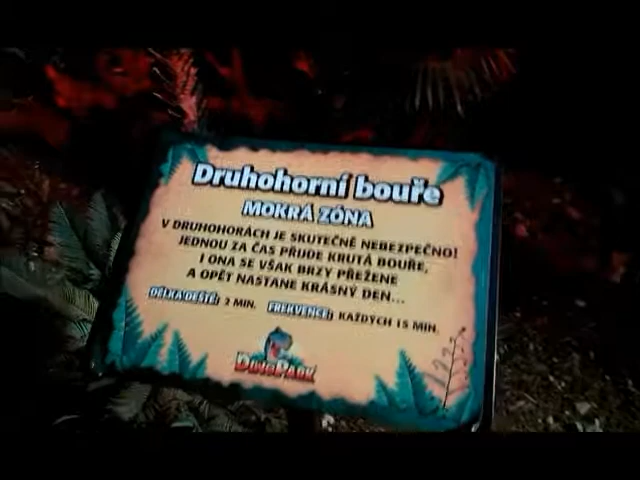 Druhohorní bouře
MOKRÁ ZÓNA
V DRUHOHORÁCH JE SKUTEČNĚ NEBEZPEČNO!
JEDNOU ZA ČAS PŘIJDE KRUTÁ BOUŘE,
I ONA SE VŠAK BRZY PŘEŽENE
A OPĚT NASTANE KRÁSNÝ DEN...
DÉLKA DEŠTĚ: 2 MIN. FREKVENCE: KAŽDÝCH 15 MIN.
DINOPARK